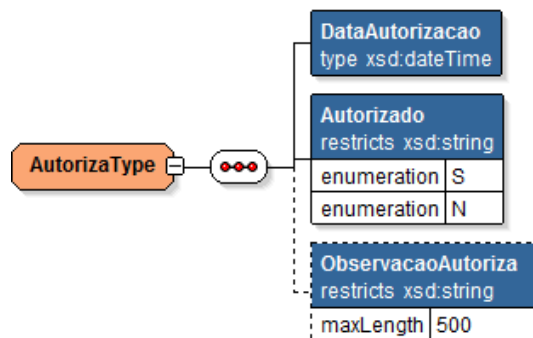 DataAutorizacao
type xsd:dateTime
Autorizado
restricts xsd:string
enumeration S
enumeration N
AutorizaType
ObservacaoAutoriza
restricts xsd:string
maxLength 500